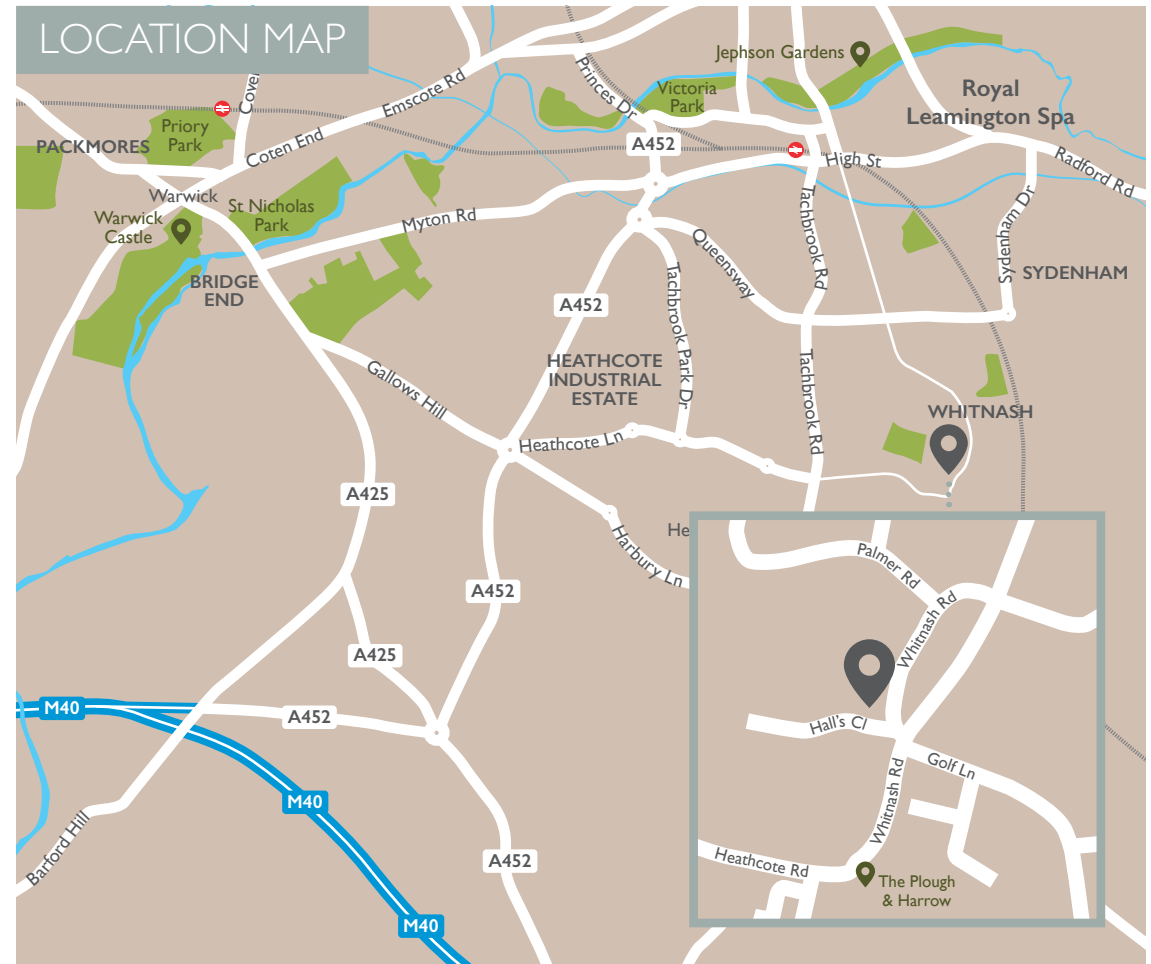 LOCATION MAP
Jephson Gardens
Royal
Leamington Spa
Princes Dr
Victoria
Park
Emscote Rd
Cover
Priory
Park
PACKMORES
Coten End
A452
High St
Radford Rd
Warwick
St Nicholas
Park
Warwick
Castle
Myton Rd
Queensway
Tachbrook Rd
Sydenham Dr
SYDENHAM
BRIDGE
END
A452
Tachbrook Park Dr
HEATHCOTE
INDUSTRIAL
ESTATE
Gallows Hill
Tachbrook Rd
WHITNASH
Heathcote Ln
A425
He
Harbury Ln
A452
A425
M40
A452
M40
Barford Hill
A452
M40
Palmer Rd
Whitnash Rd
Hall's Cl
Golf Ln
Whitnash Rd
Heathcote Rd
The Plough
& Harrow